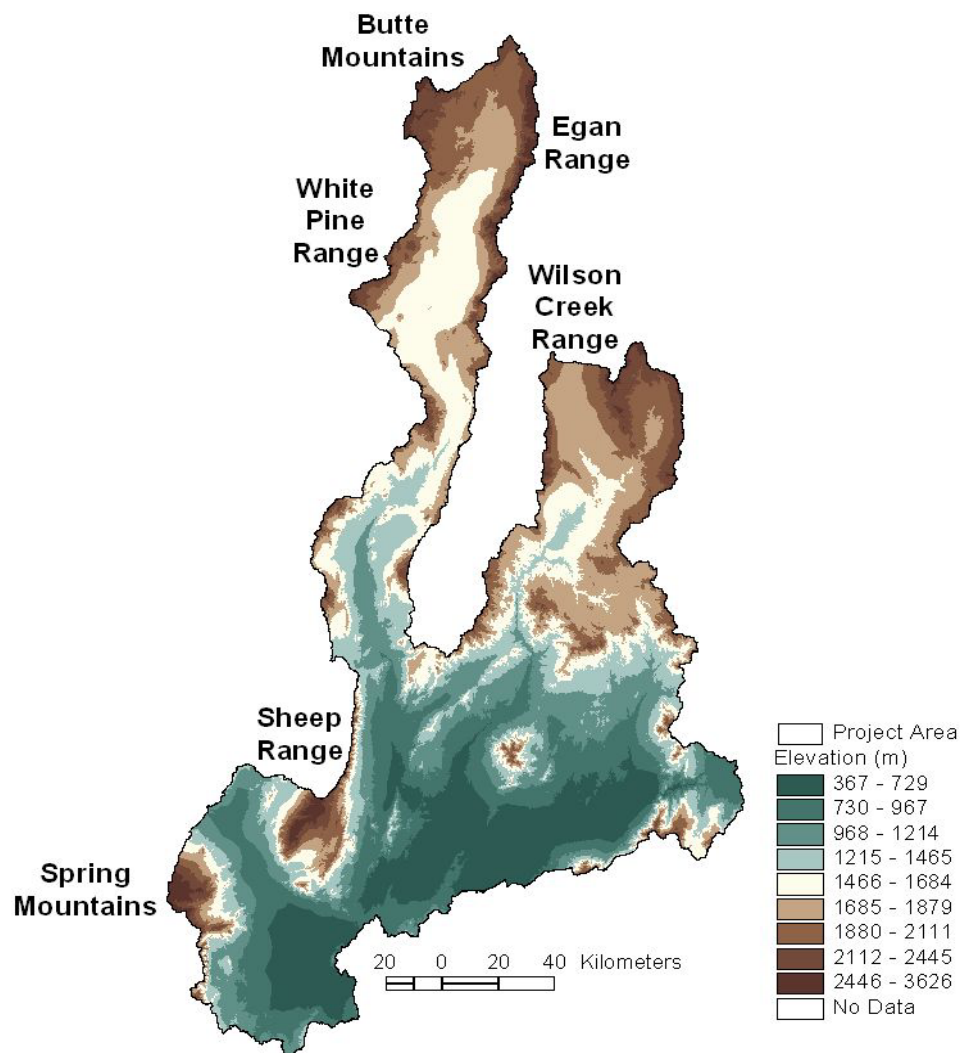 Butte
Mountains
Egan
Range
White
Pine
Range
Wilson
Creek
Range
Sheep
Range
Spring
Mountains
Project Area
Elevation (m)
367 - 729
730 - 967
968 - 1214
1215 - 1465
1466 - 1684
1685 - 1879
1880 - 2111
2112 - 2445
2446 - 3626
No Data
20 0 20 40 Kilometers